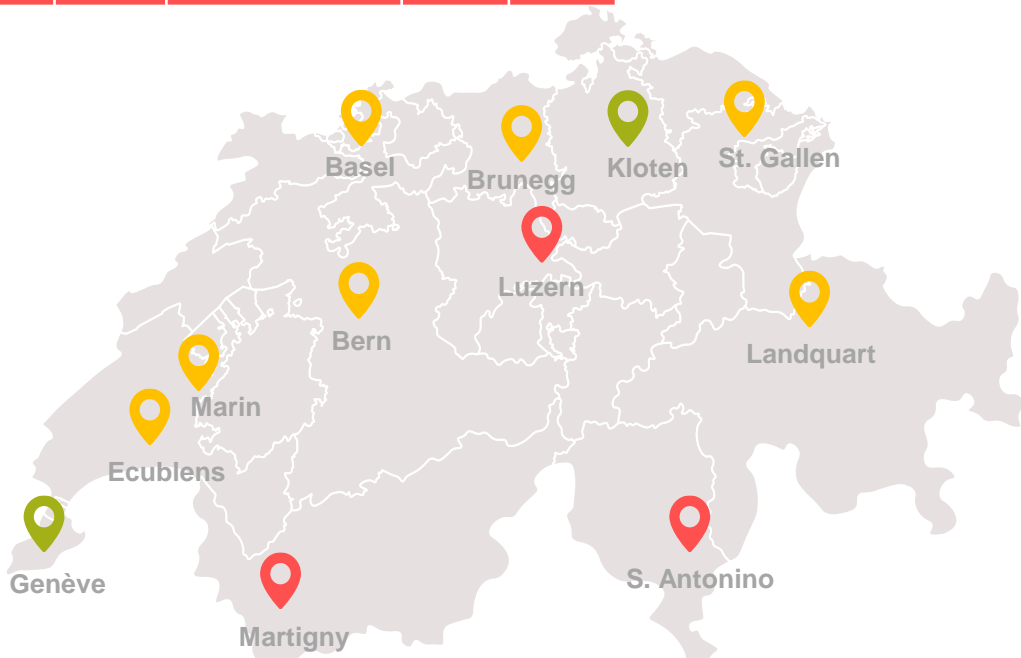 Basel
Brunegg
Kloten
St. Gallen
Luzern
Bern
Landquart
Marin
Ecublens
Genève
S. Antonino
Martigny